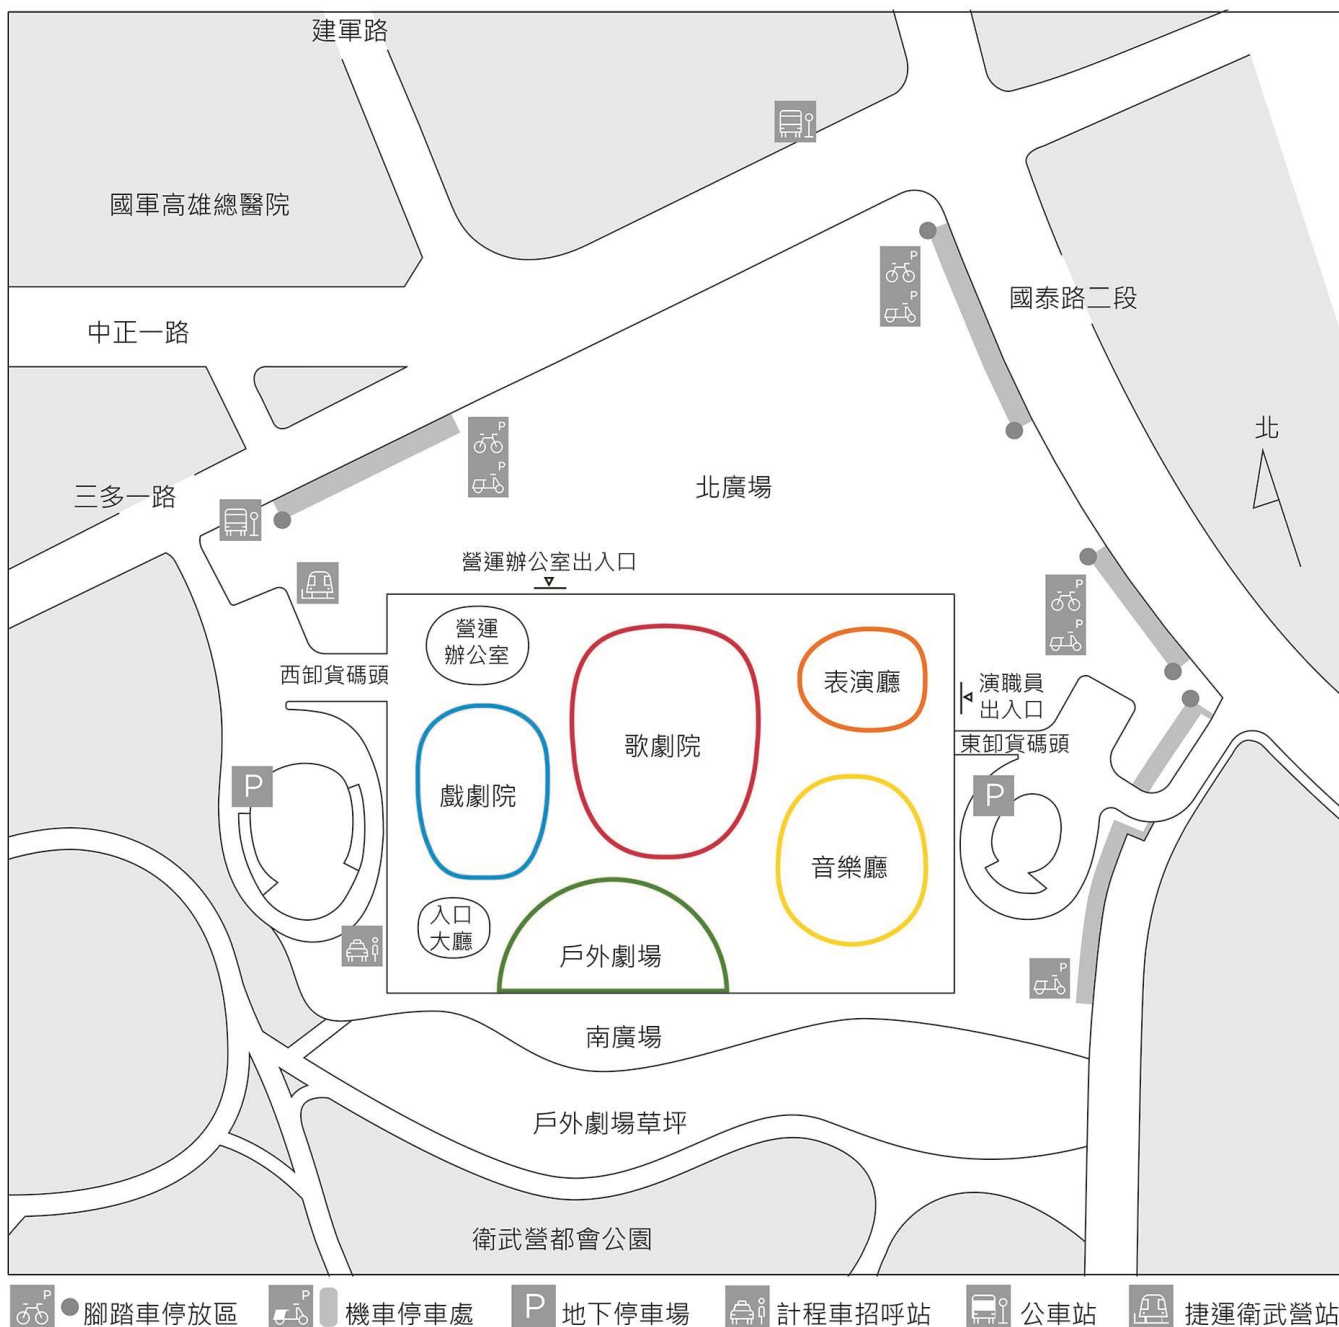 建軍路
國軍高雄總醫院
國泰路二段
中正一路
北
三多一路
北廣場
營運辦公室出入口
營運
辦公室
西卸貨碼頭
表演廳
演職員
出入口
歌劇院
東卸貨碼頭
戲劇院
P
P
音樂廳
入口
大廳
戶外劇場
南廣場
戶外劇場草坪
衛武營都會公園
腳踏車停放區
機車停車處
P 地下停車場
計程車招呼站
公車站
捷運衛武營站